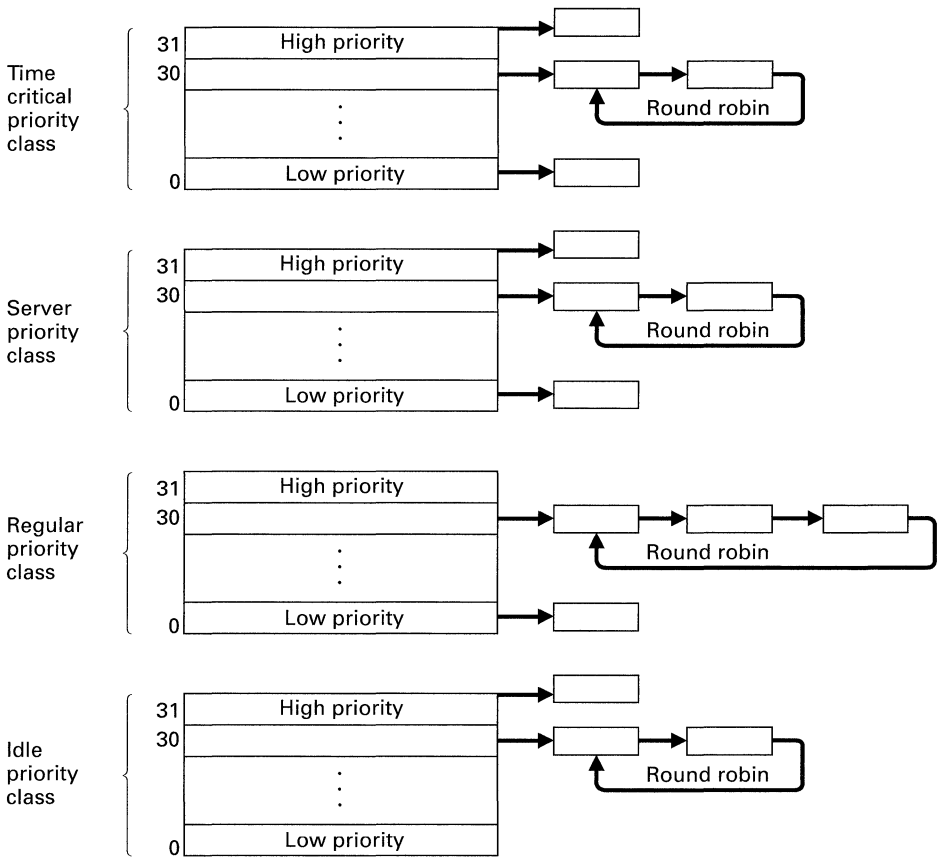 Time
critical
priority
class
31
High priority
30
Round robin
0
Low priority
Server
priority
class
31
High priority
30
Round robin
0
Low priority
Regular
priority
class
31
High priority
30
Round robin
0
Low priority
Idle
priority
class
31
High priority
30
Round robin
0
Low priority